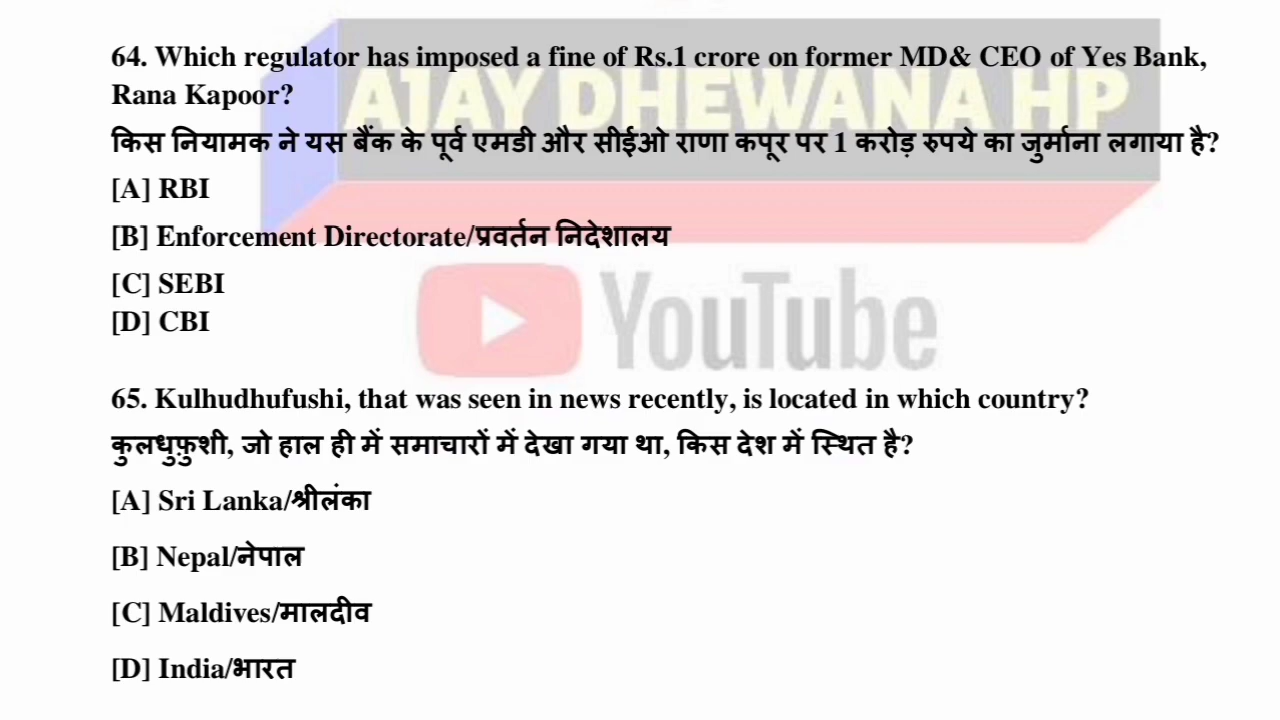 AJAY DHEWANA HP
YouTube
64. Which regulator has imposed a fine of Rs.1 crore on former MD& CEO of Yes Bank,
Rana Kapoor?
किस नियामक ने यस बैंक के पूर्व एमडी और सीईओ राणा कपूर पर 1 करोड़ रुपये का जुर्माना लगाया है?
[A] RBI
[B] Enforcement Directorate/प्रवर्तन निदेशालय
[C] SEBI
[D] CBI
65. Kulhudhufushi, that was seen in news recently, is located in which country?
कुलधुफ़ुशी, जो हाल ही में समाचारों में देखा गया था, किस देश में स्थित है?
[A] Sri Lanka/श्रीलंका
[B] Nepal/नेपाल
[C] Maldives/मालदीव
[D] India/भारत